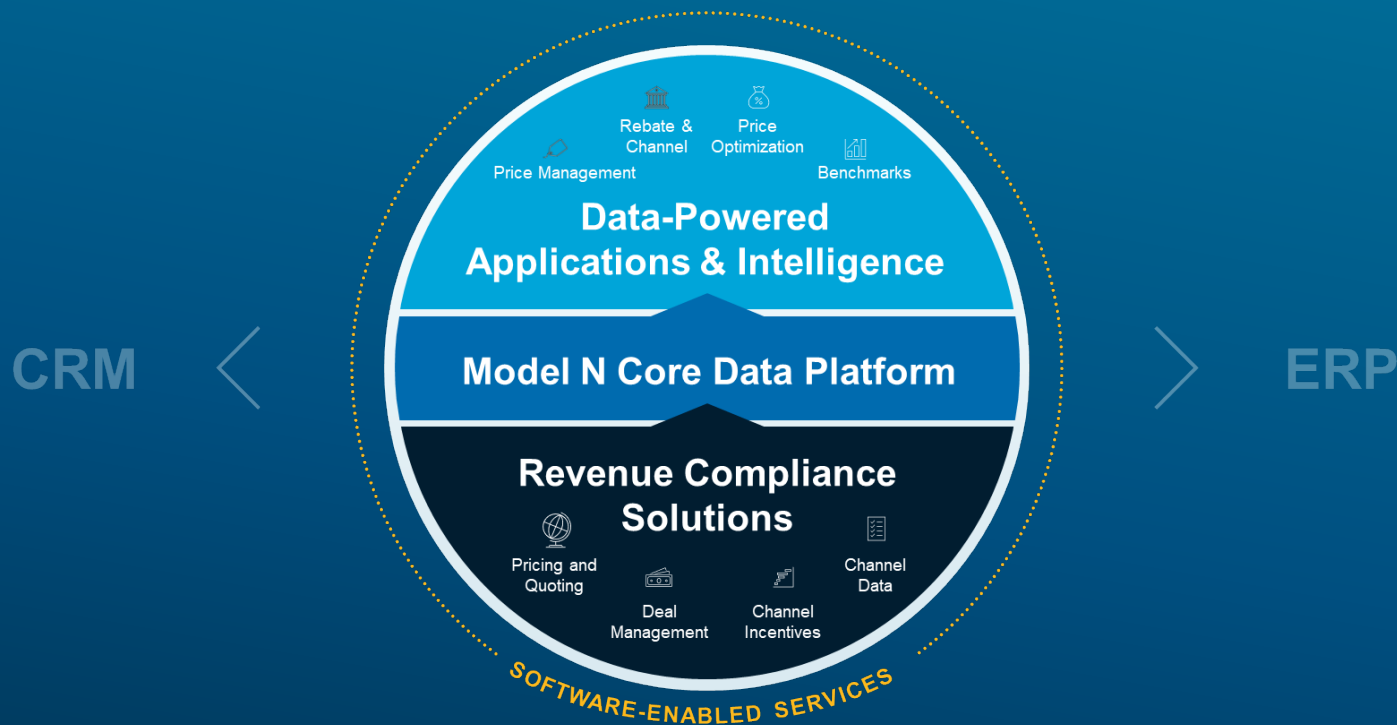 Rebate &
Channel
Price
Optimization
Price Management
Benchmarks
Data-Powered
Applications & Intelligence
CRM
Model N Core Data Platform
ERP
Revenue Compliance
Solutions
Pricing and
Quoting
Deal
Management
Channel
Incentives
Channel
Data
SOFTWARE-ENABLED SERVICES